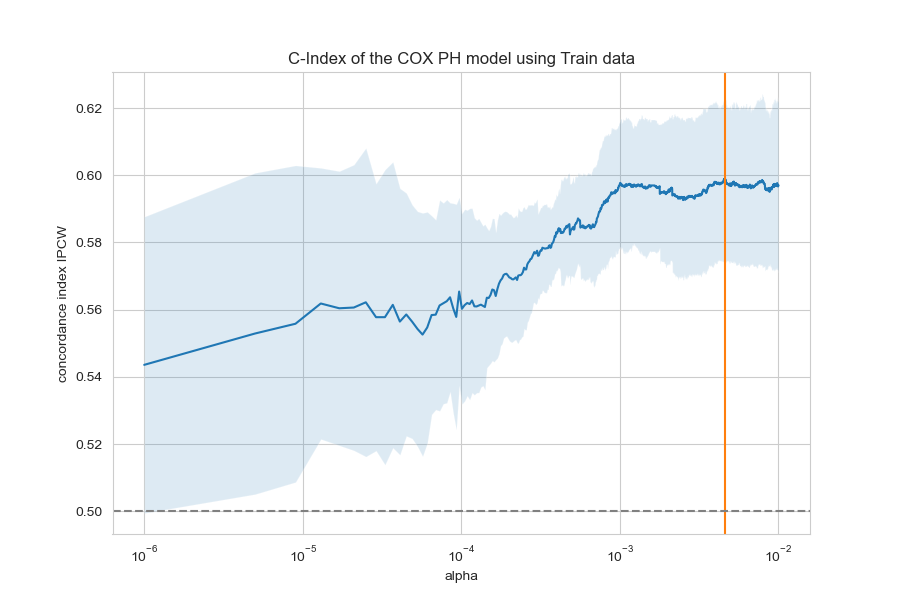 C-Index of the COX PH model using Train data
concordance index IPCW
0.62
0.60
0.58
0.56
0.54
0.52
0.50
10⁻⁶ 10⁻⁵ 10⁻⁴ 10⁻³ 10⁻²
alpha